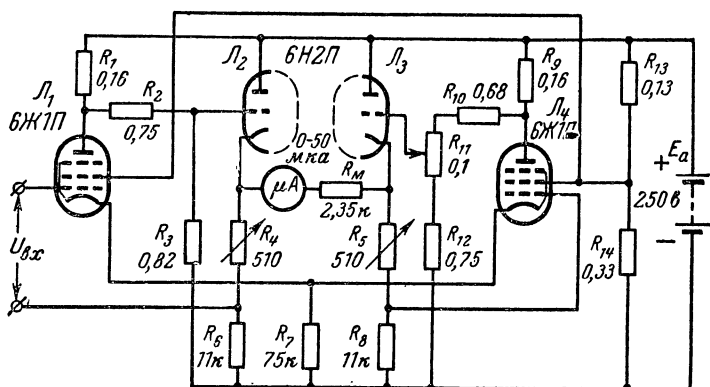 R₁
0,16
Л₁
6Ж1П
R₂
0,75
Л₂
6Н2П
Л₃
0-50
мка
μA
Rм
2,35к
R₁₀ 0,68
R₉
0,16
Л₄
6Ж1П
R₁₁
0,1
R₁₃
0,13
+ Eₐ
250в
−
Uвх
R₃
0,82
R₄
510
R₅
510
R₁₂
0,75
R₁₄
0,33
R₆
11к
R₇
75к
R₈
11к